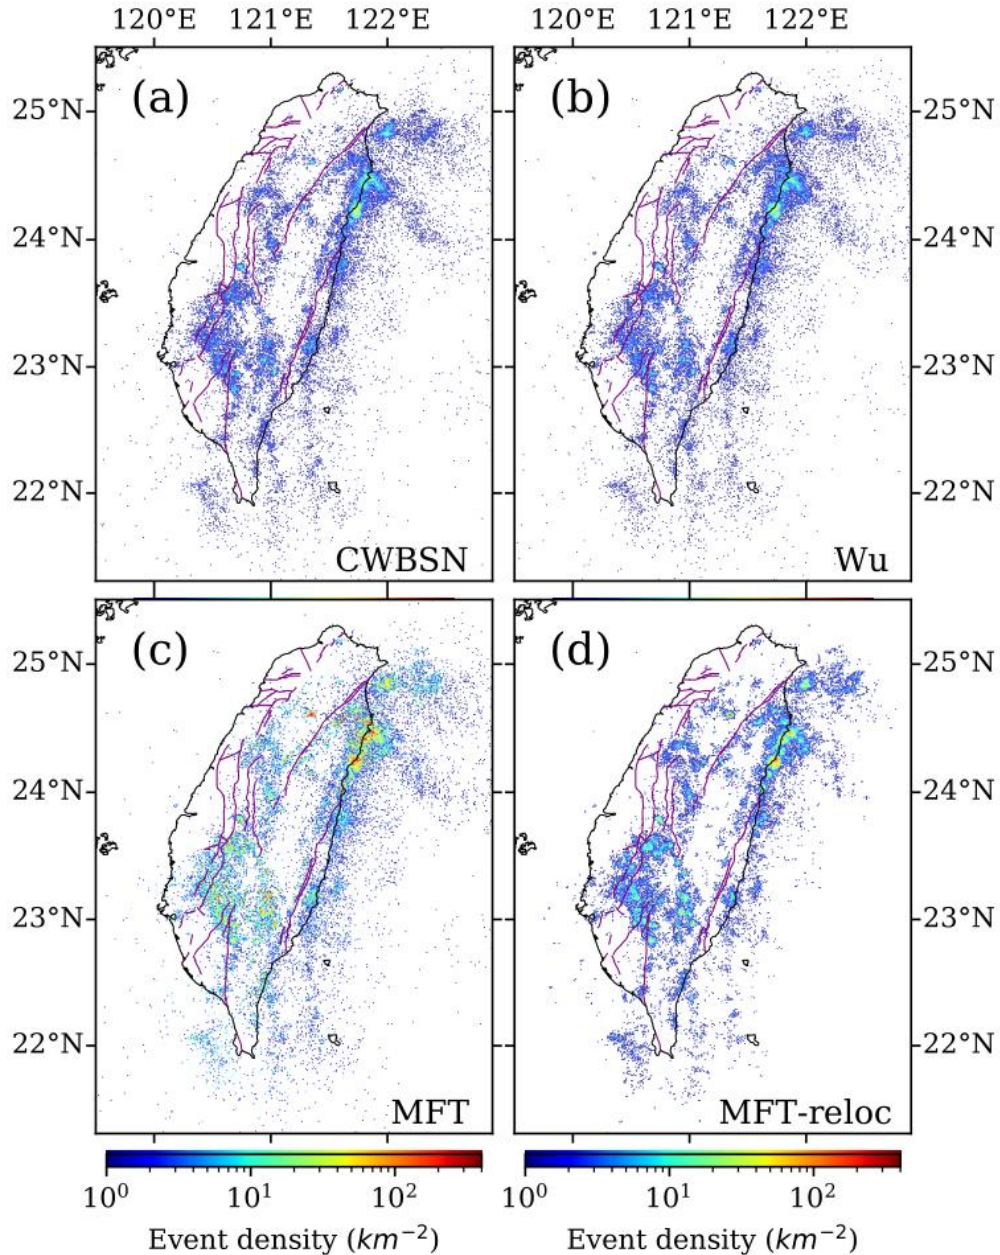 120°E 121°E 122°E 120°E 121°E 122°E
(a) (b)
25°N 25°N
24°N 24°N
23°N 23°N
22°N 22°N
CWBSN Wu
(c) (d)
25°N 25°N
24°N 24°N
23°N 23°N
22°N 22°N
MFT MFT-reloc
10⁰ 10¹ 10² 10⁰ 10¹ 10²
Event density (km⁻²) Event density (km⁻²)